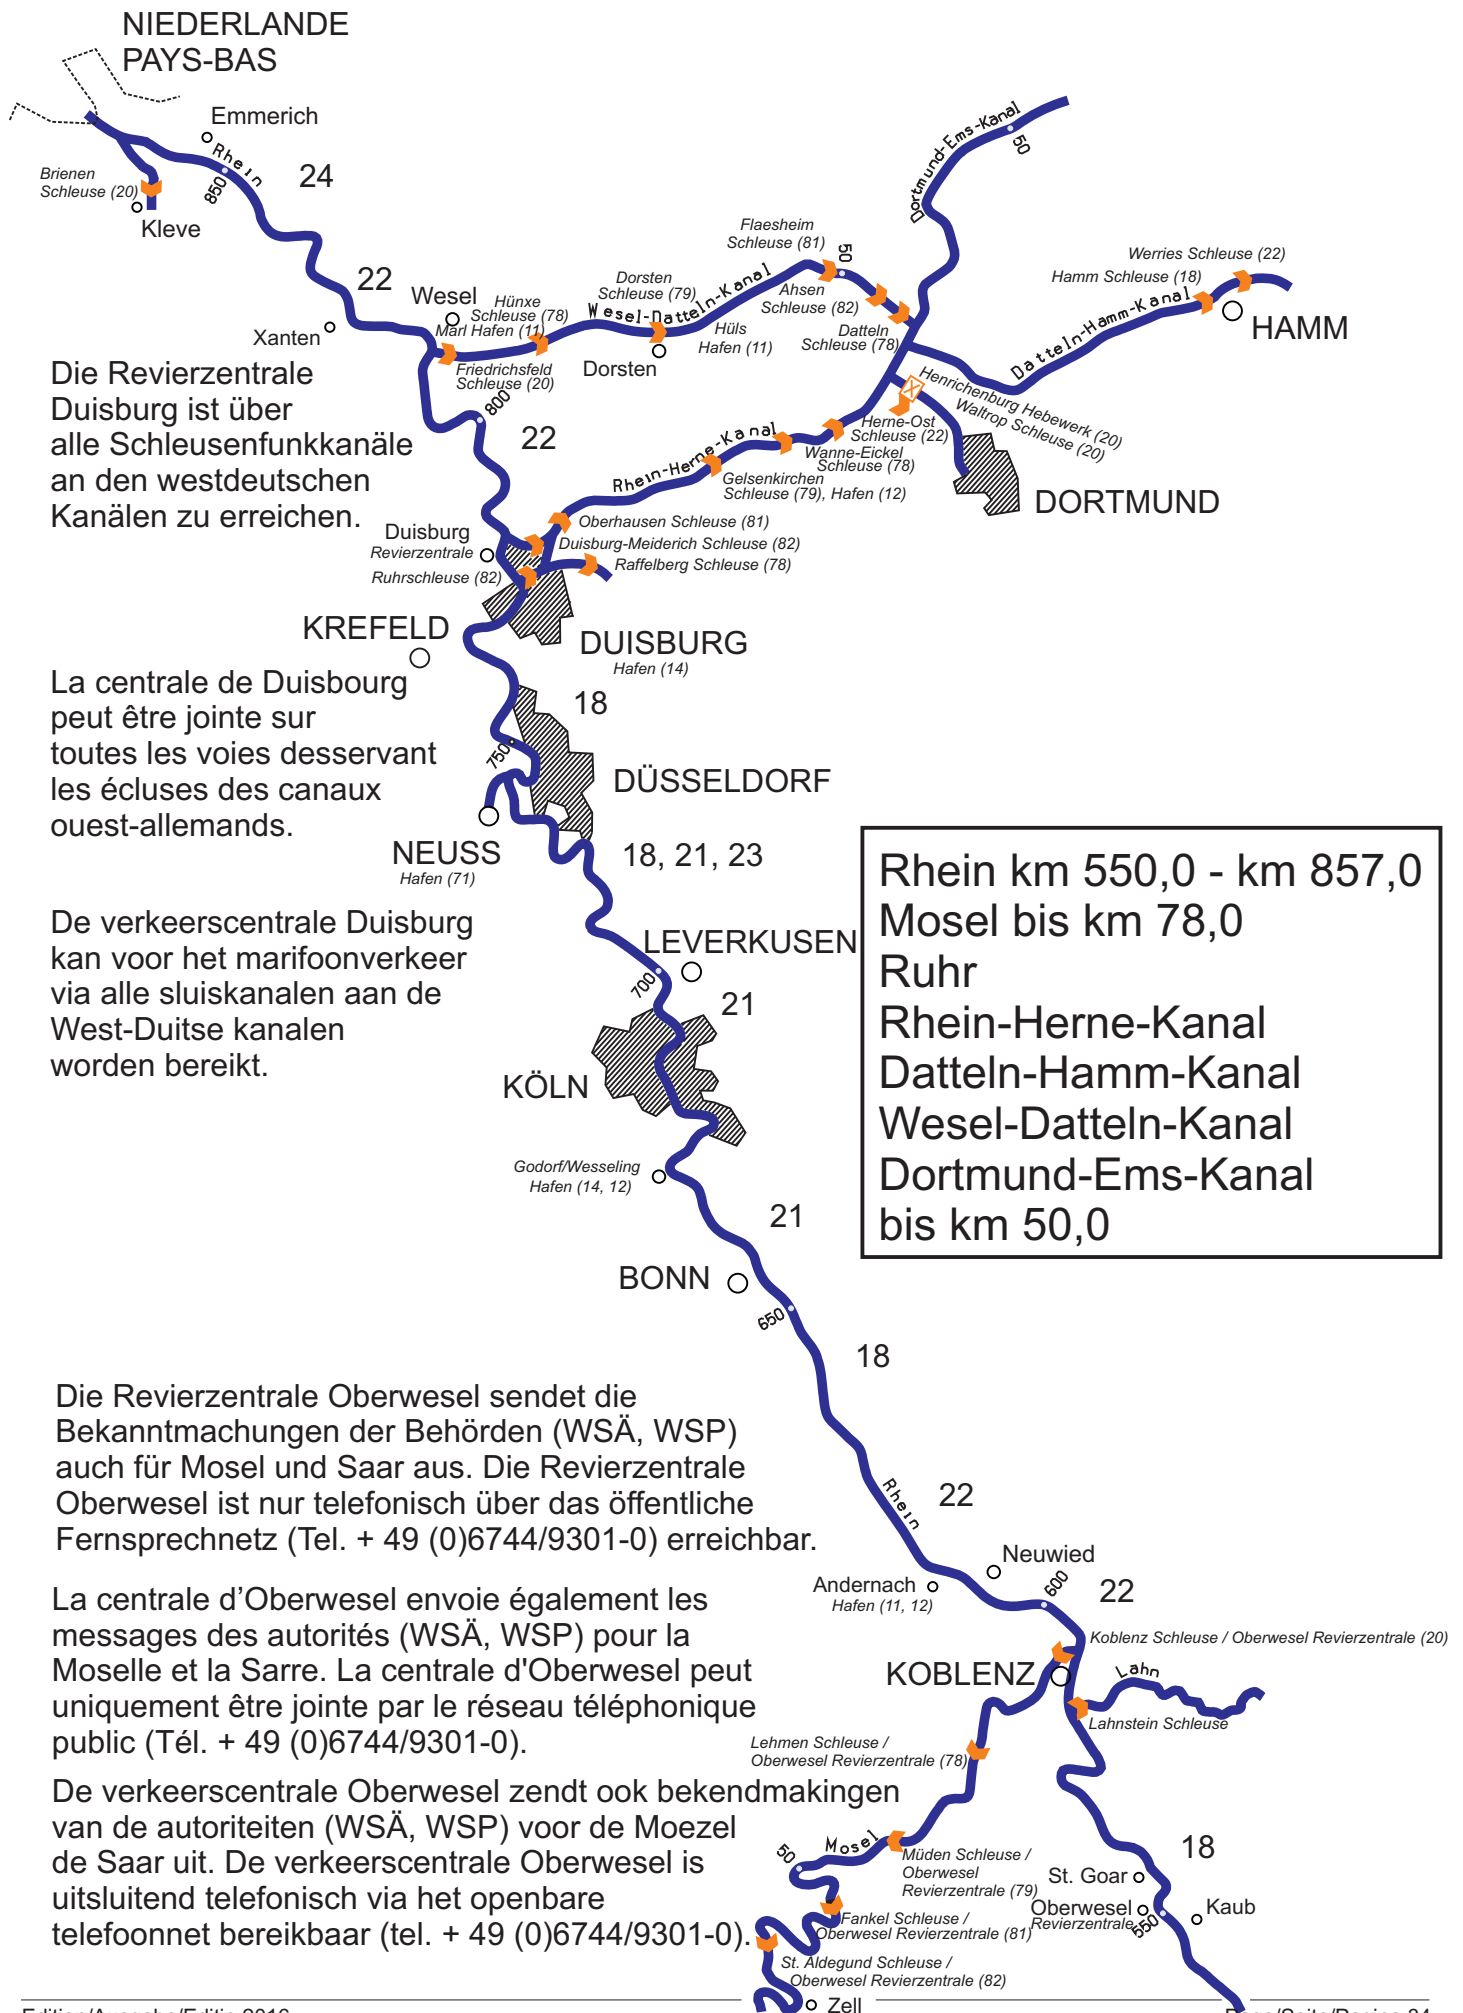 NIEDERLANDE
PAYS-BAS
Emmerich
Rhein
850
24
Brienen
Schleuse (20)
Kleve
Dortmund-Ems-Kanal
50
Flaesheim
Schleuse (81)
50
Werries Schleuse (22)
Hamm Schleuse (18)
22
Wesel
Hünxe
Schleuse (78)
Marl Hafen (11)
Dorsten
Schleuse (79)
Wesel-Datteln-Kanal
Ahsen
Schleuse (82)
Datteln-Hamm-Kanal
HAMM
Xanten
Hüls
Hafen (11)
Datteln
Schleuse (78)
Dorsten
Friedrichsfeld
Schleuse (20)
Die Revierzentrale
Duisburg ist über
alle Schleusenfunkkanäle
an den westdeutschen
Kanälen zu erreichen.
800
22
Henrichenburg Hebewerk (20)
Waltrop Schleuse (20)
Herne-Ost
Schleuse (22)
Wanne-Eickel
Schleuse (78)
Rhein-Herne-Kanal
Gelsenkirchen
Schleuse (79), Hafen (12)
DORTMUND
Oberhausen Schleuse (81)
Duisburg
Revierzentrale
Duisburg-Meiderich Schleuse (82)
Raffelberg Schleuse (78)
Ruhrschleuse (82)
KREFELD
DUISBURG
Hafen (14)
La centrale de Duisbourg
peut être jointe sur
toutes les voies desservant
les écluses des canaux
ouest-allemands.
18
750
DÜSSELDORF
NEUSS
Hafen (71)
18, 21, 23
De verkeerscentrale Duisburg
kan voor het marifoonverkeer
via alle sluiskanalen aan de
West-Duitse kanalen
worden bereikt.
LEVERKUSEN
700
21
KÖLN
Rhein km 550,0 - km 857,0
Mosel bis km 78,0
Ruhr
Rhein-Herne-Kanal
Datteln-Hamm-Kanal
Wesel-Datteln-Kanal
Dortmund-Ems-Kanal
bis km 50,0
Godorf/Wesseling
Hafen (14, 12)
21
BONN
650
18
Die Revierzentrale Oberwesel sendet die
Bekanntmachungen der Behörden (WSÄ, WSP)
auch für Mosel und Saar aus. Die Revierzentrale
Oberwesel ist nur telefonisch über das öffentliche
Fernsprechnetz (Tel. + 49 (0)6744/9301-0) erreichbar.
Rhein
22
Neuwied
Andernach
Hafen (11, 12)
600
22
La centrale d’Oberwesel envoie également les
messages des autorités (WSÄ, WSP) pour la
Moselle et la Sarre. La centrale d'Oberwesel peut
uniquement être jointe par le réseau téléphonique
public (Tél. + 49 (0)6744/9301-0).
Koblenz Schleuse / Oberwesel Revierzentrale (20)
KOBLENZ
Lahn
Lahnstein Schleuse
Lehmen Schleuse /
Oberwesel Revierzentrale (78)
De verkeerscentrale Oberwesel zendt ook bekendmakingen
van de autoriteiten (WSÄ, WSP) voor de Moezel
de Saar uit. De verkeerscentrale Oberwesel is
uitsluitend telefonisch via het openbare
telefoonnet bereikbaar (tel. + 49 (0)6744/9301-0).
50
Mosel
Müden Schleuse /
Oberwesel
Revierzentrale (79)
18
St. Goar
Oberwesel
Revierzentrale
550
Kaub
Fankel Schleuse /
Oberwesel Revierzentrale (81)
St. Aldegund Schleuse /
Oberwesel Revierzentrale (82)
Zell